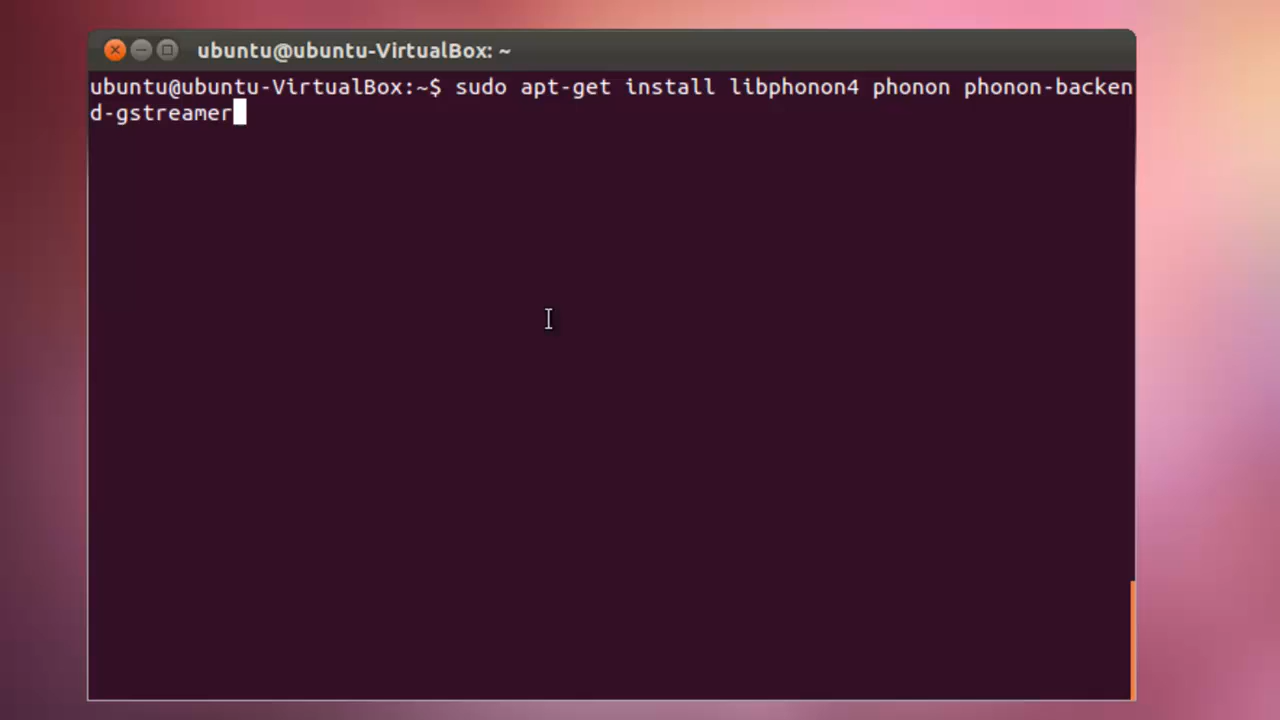 ubuntu@ubuntu-VirtualBox: ~
ubuntu@ubuntu-VirtualBox:~$ sudo apt-get install libphonon4 phonon phonon-backen
d-gstreamer